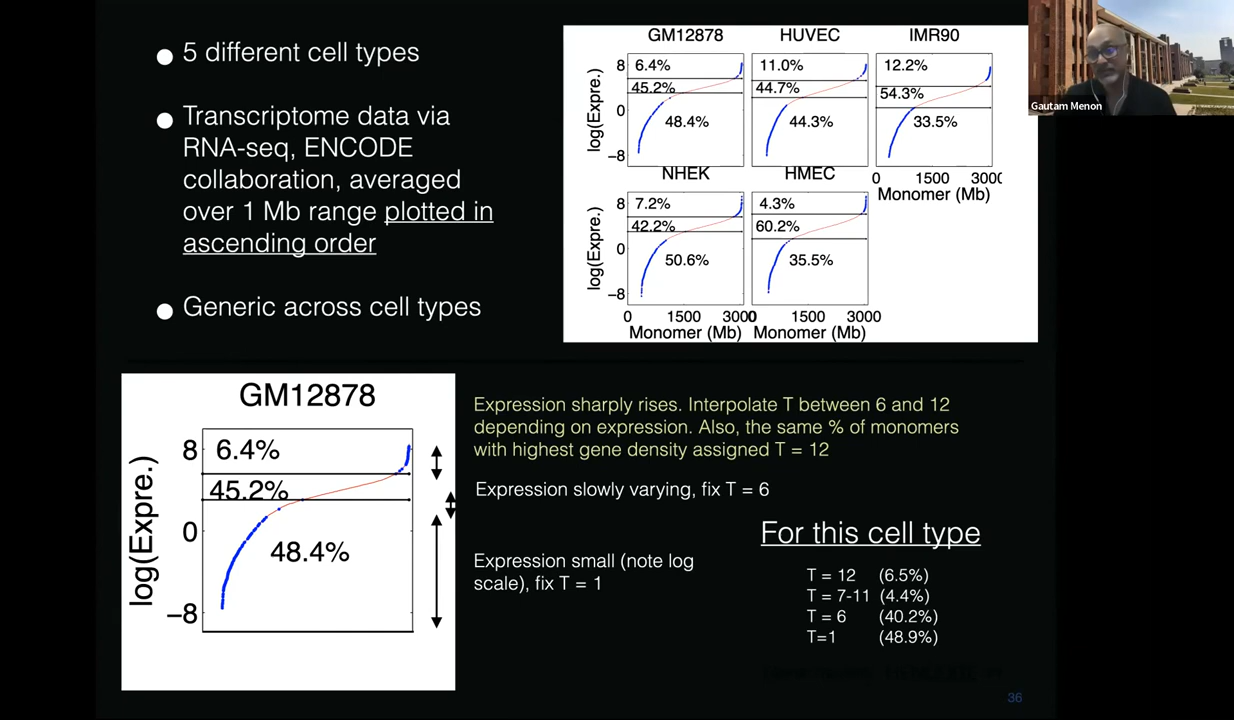 5 different cell types
Transcriptome data via
RNA-seq, ENCODE
collaboration, averaged
over 1 Mb range plotted in
ascending order
Generic across cell types
GM12878
HUVEC
IMR90
log(Expre.)
8
0
−8
6.4%
45.2%
48.4%
11.0%
44.7%
44.3%
12.2%
54.3%
33.5%
0 1500 3000
Monomer (Mb)
NHEK
HMEC
log(Expre.)
8
0
−8
7.2%
42.2%
50.6%
4.3%
60.2%
35.5%
0 1500 3000
0 1500 3000
Monomer (Mb)
Monomer (Mb)
Gautam Menon
GM12878
log(Expre.)
8
0
−8
6.4%
45.2%
48.4%
Expression sharply rises. Interpolate T between 6 and 12
depending on expression. Also, the same % of monomers
with highest gene density assigned T = 12
Expression slowly varying, fix T = 6
Expression small (note log
scale), fix T = 1
For this cell type
T = 12 (6.5%)
T = 7-11 (4.4%)
T = 6 (40.2%)
T=1 (48.9%)
36